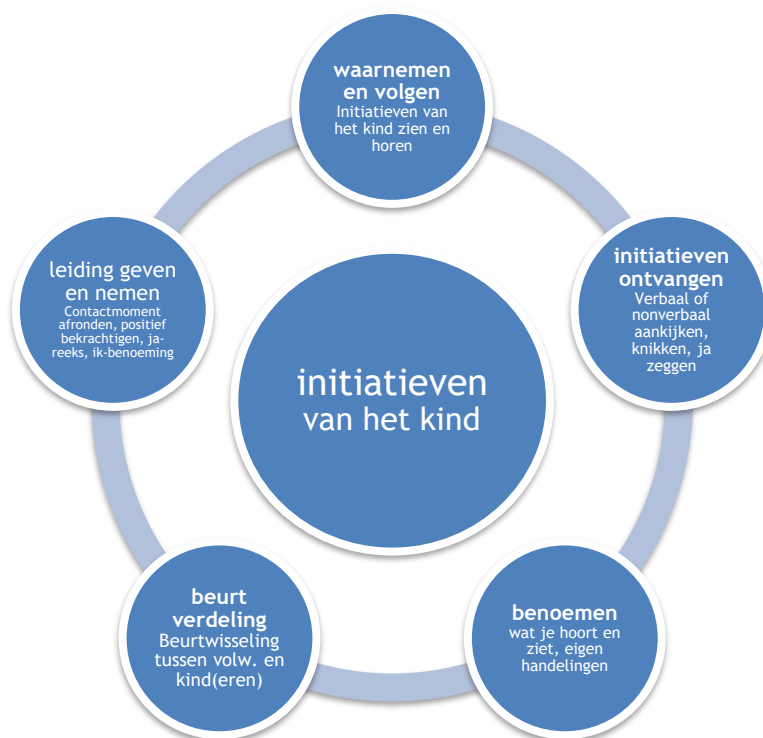 waarnemen
en volgen
Initiatieven van
het kind zien en
horen
initiatieven
ontvangen
Verbaal of
nonverbaal
aankijken,
knikken, ja
zeggen
leiding geven
en nemen
Contactmoment
afronden, positief
bekrachtigen, ja-
reeks, ik-benoeming
initiatieven
van het kind
beurt
verdeling
Beurtwisseling
tussen volw. en
kind(eren)
benoemen
wat je hoort en
ziet, eigen
handelingen